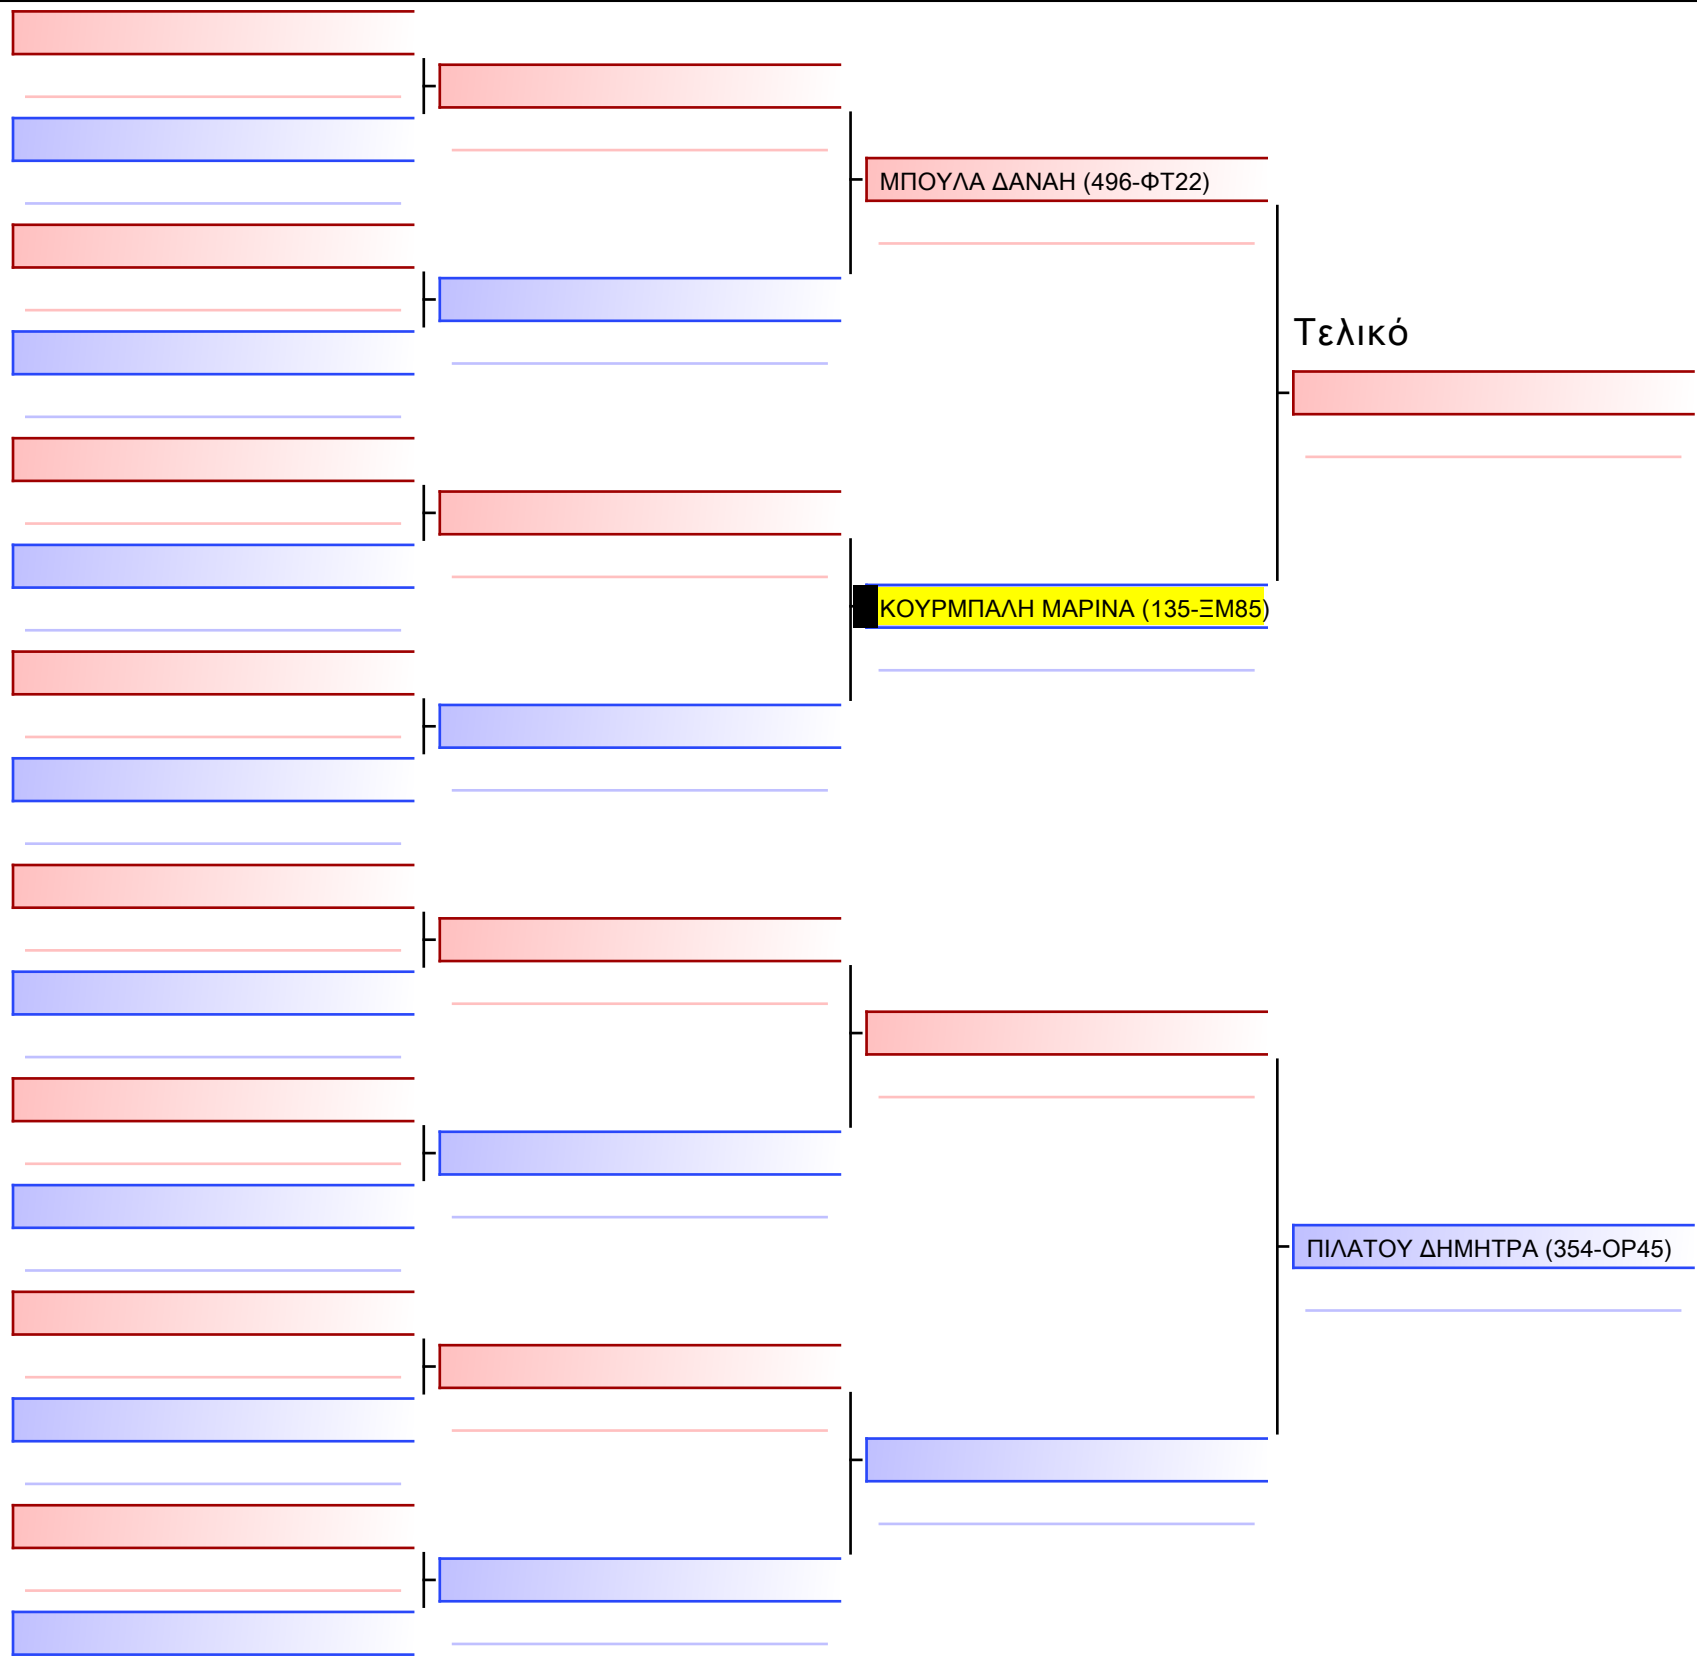 ΜΠΟΥΛΑ ΔΑΝΑΗ (496-ΦΤ22)
Τελικό
ΚΟΥΡΜΠΑΛΗ ΜΑΡΙΝΑ (135-ΞΜ85)
ΠΙΛΑΤΟΥ ΔΗΜΗΤΡΑ (354-ΟΡ45)